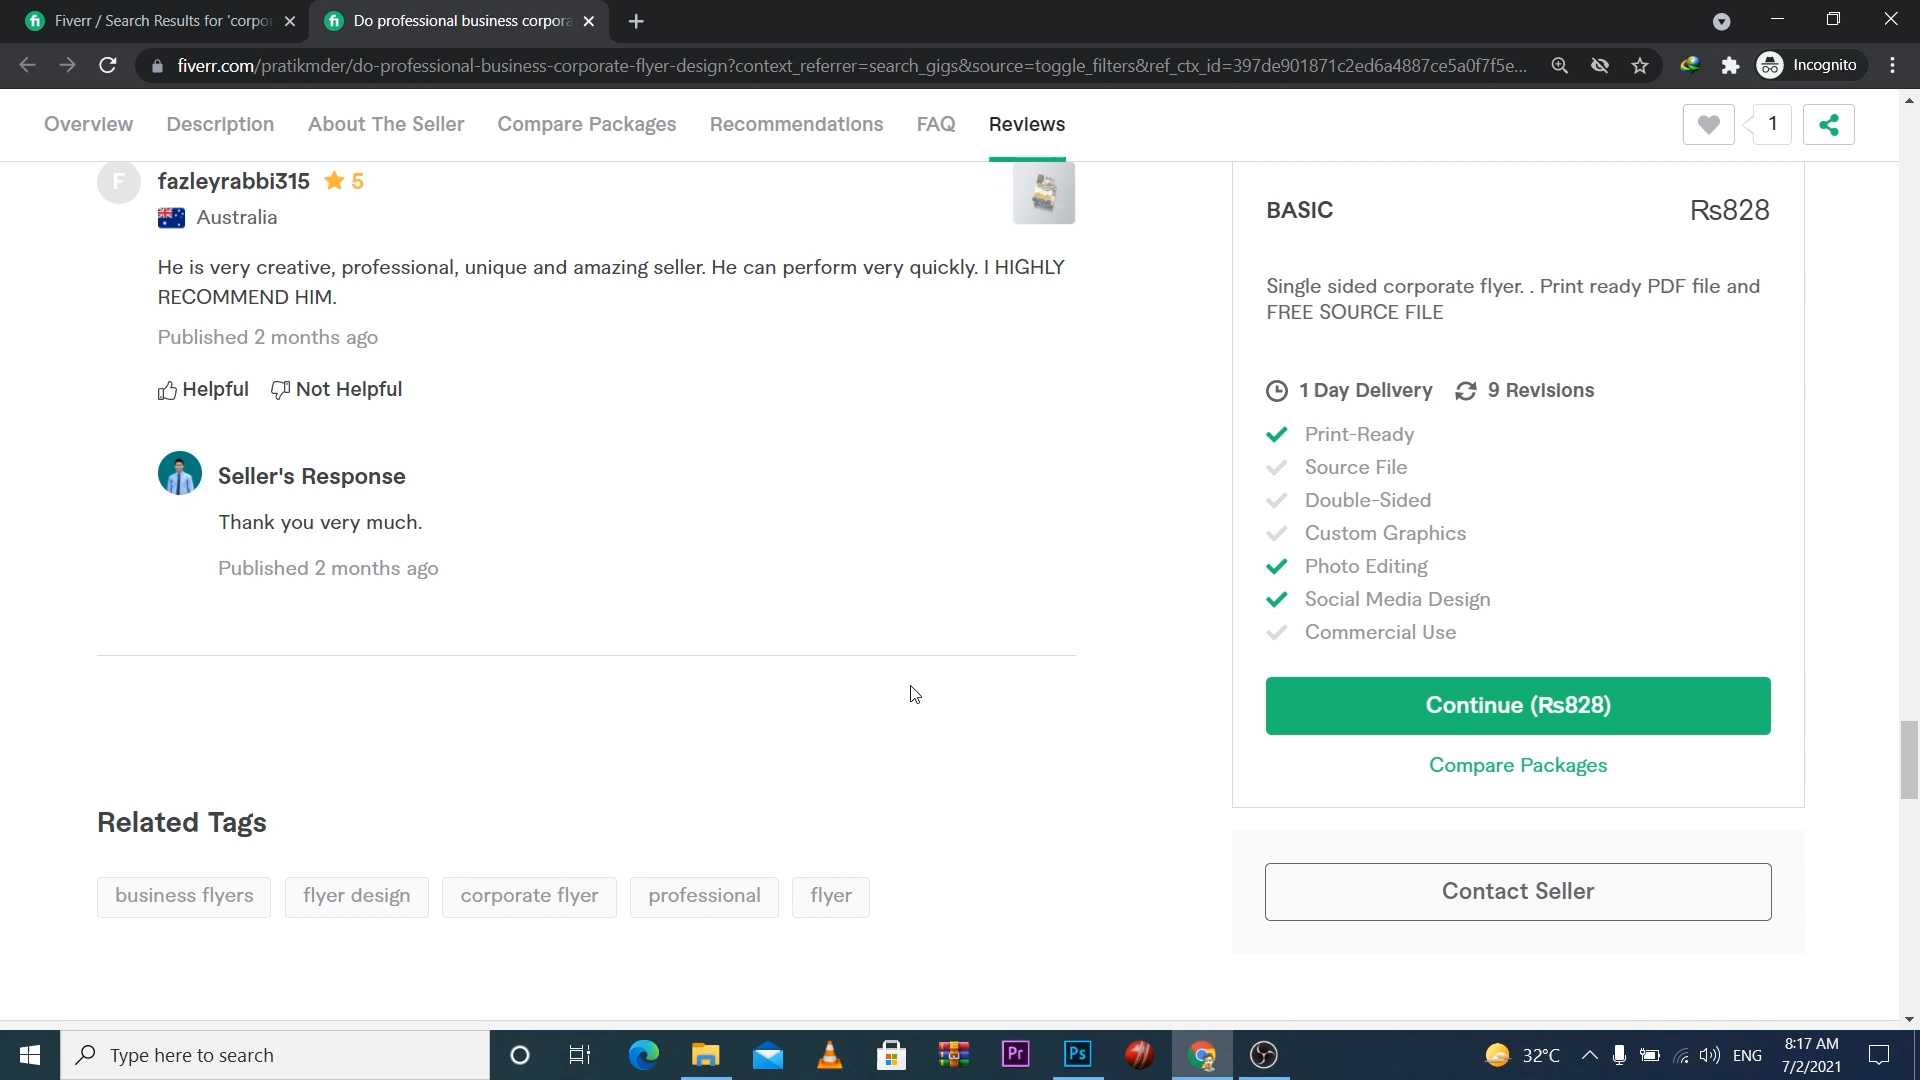 Fiverr / Search Results for 'corpo
Do professional business corpora
fiverr.com/pratikmder/do-professional-business-corporate-flyer-design?context_referrer=search_gigs&source=toggle_filters&ref_ctx_id=397de901871c2ed6a4887ce5a0f7f5e...
Incognito
Overview
Description
About The Seller
Compare Packages
Recommendations
FAQ
Reviews
1
F
fazleyrabbi315 5
Australia
He is very creative, professional, unique and amazing seller. He can perform very quickly. I HIGHLY
RECOMMEND HIM.
Published 2 months ago
Helpful
Not Helpful
Seller's Response
Thank you very much.
Published 2 months ago
Related Tags
business flyers
flyer design
corporate flyer
professional
flyer
BASIC
Rs828
Single sided corporate flyer. . Print ready PDF file and
FREE SOURCE FILE
1 Day Delivery
9 Revisions
Print-Ready
Source File
Double-Sided
Custom Graphics
Photo Editing
Social Media Design
Commercial Use
Continue (Rs828)
Compare Packages
Contact Seller
Type here to search
Pr
Ps
32°C
ENG
8:17 AM
7/2/2021